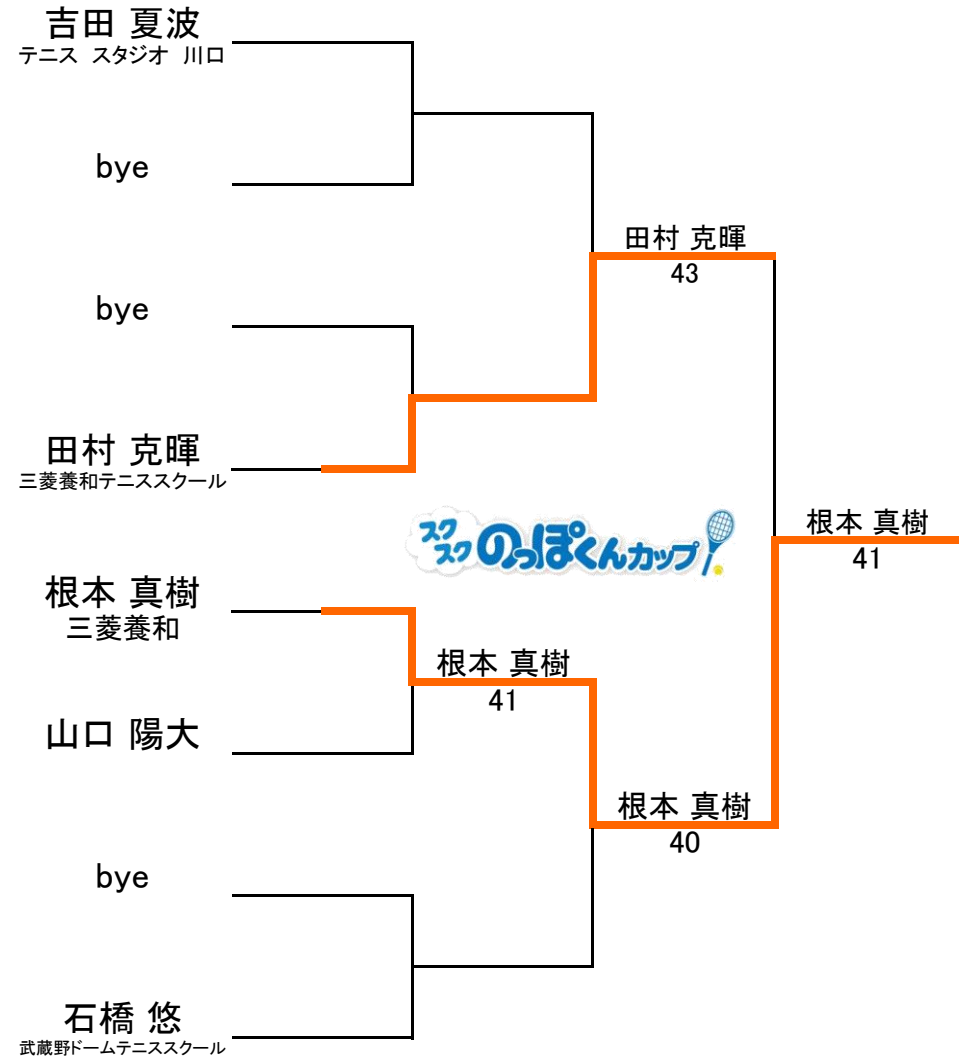 吉田 夏波
テニス スタジオ 川口
bye
田村 克暉
43
bye
田村 克暉
三菱養和テニススクール
スクスクのっぽくんカップ
根本 真樹
41
根本 真樹
三菱養和
根本 真樹
41
山口 陽大
根本 真樹
40
bye
石橋 悠
武蔵野ドームテニススクール